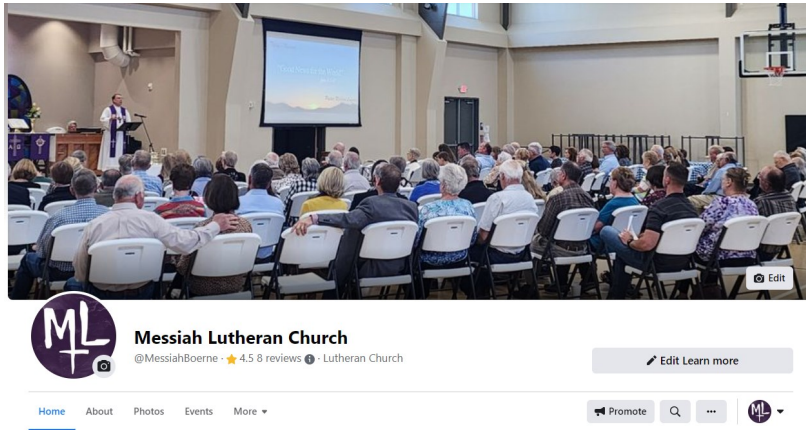 Edit
ML
Messiah Lutheran Church
@MessiahBoerne · 4.5 8 reviews · Lutheran Church
Edit Learn more
Home About Photos Events More
Promote ML